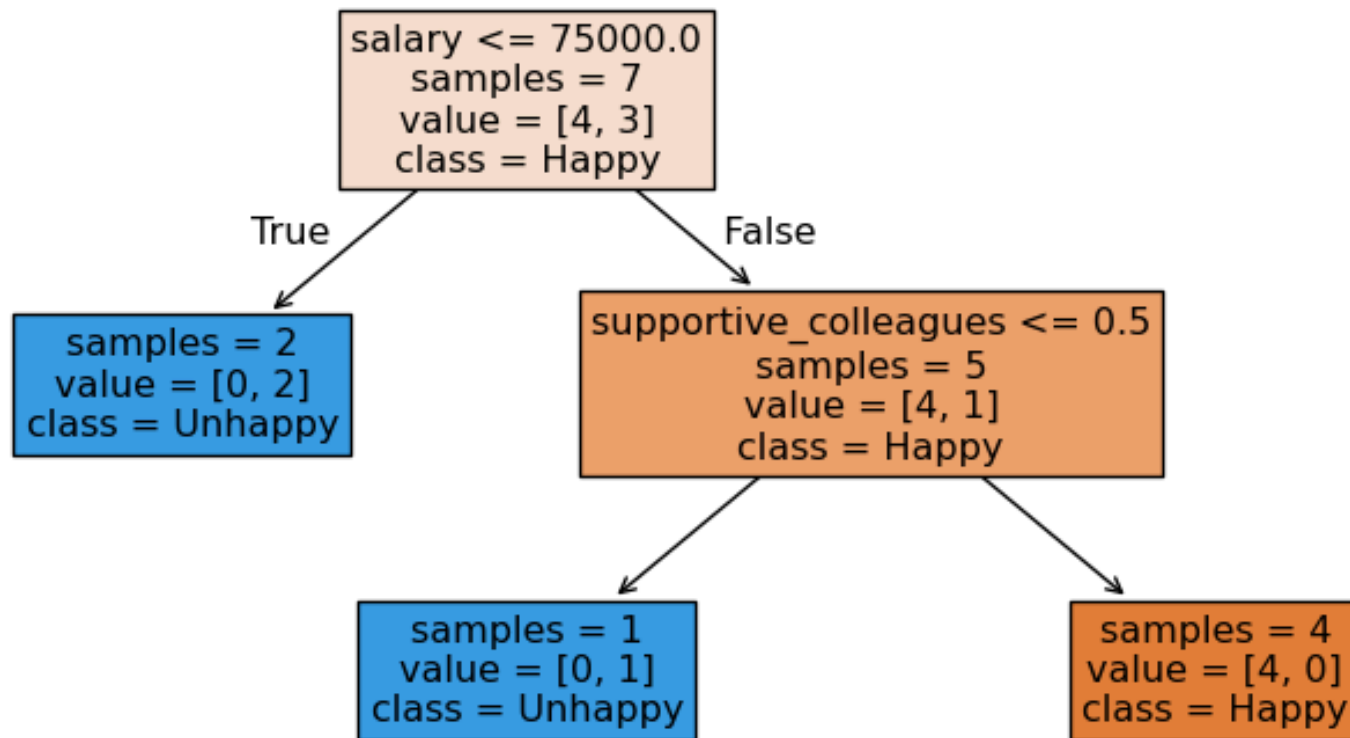 salary <= 75000.0
samples = 7
value = [4, 3]
class = Happy
True
False
samples = 2
value = [0, 2]
class = Unhappy
supportive_colleagues <= 0.5
samples = 5
value = [4, 1]
class = Happy
samples = 1
value = [0, 1]
class = Unhappy
samples = 4
value = [4, 0]
class = Happy